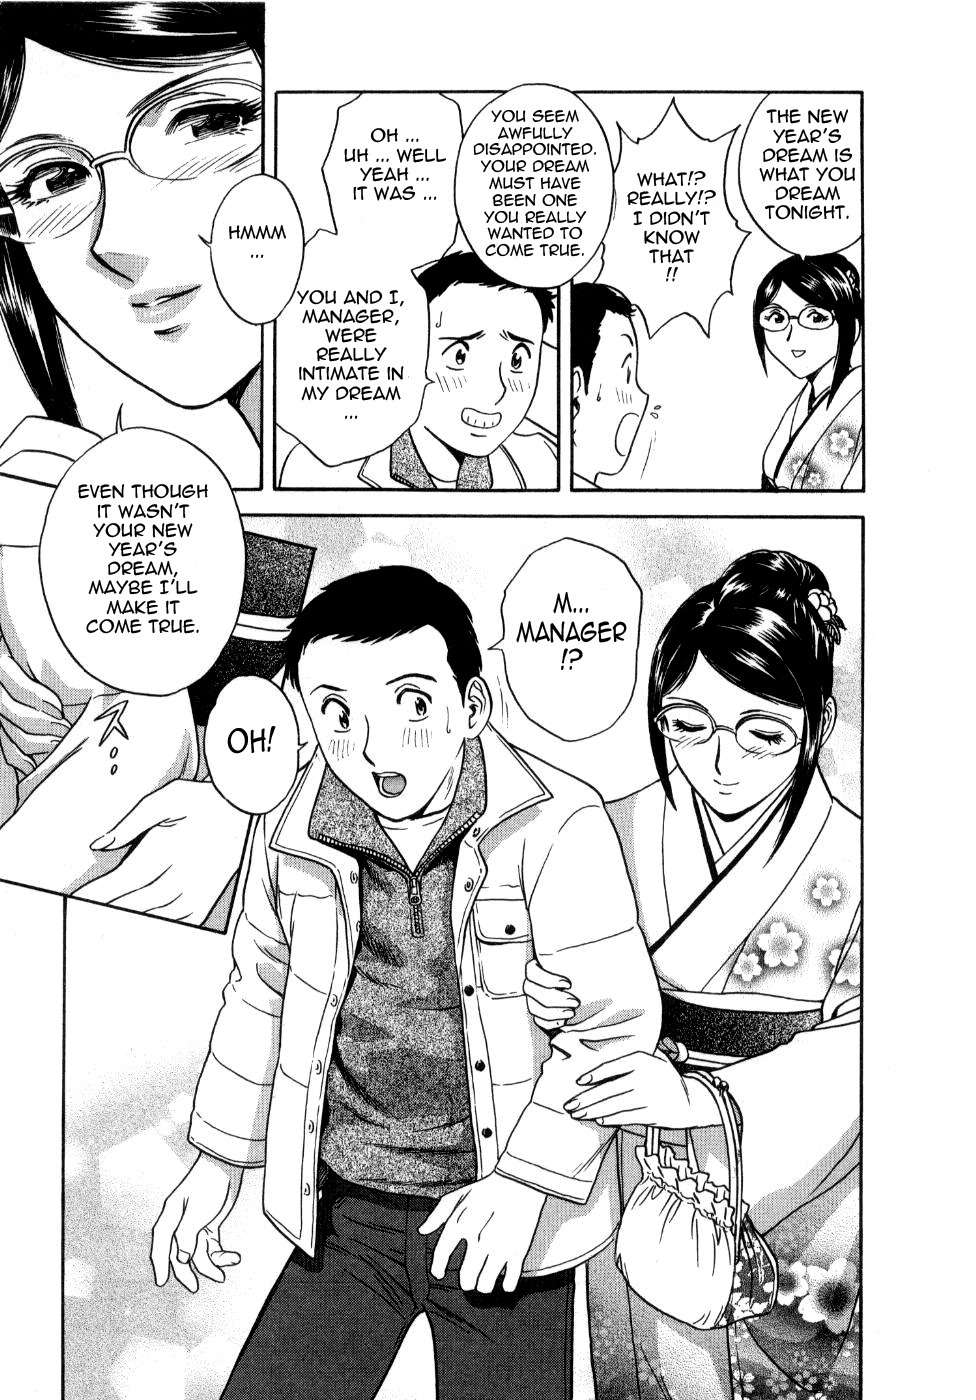 THE NEW
YEAR'S
DREAM IS
WHAT YOU
DREAM
TONIGHT.
WHAT!?
REALLY!?
I DIDN'T
KNOW
THAT
!!
YOU SEEM
AWFULLY
DISAPPOINTED.
YOUR DREAM
MUST HAVE
BEEN ONE
YOU REALLY
WANTED TO
COME TRUE.
OH ...
UH ... WELL
YEAH ...
IT WAS ...
YOU AND I,
MANAGER,
WERE
REALLY
INTIMATE IN
MY DREAM
...
HMMM
...
EVEN THOUGH
IT WASN'T
YOUR NEW
YEAR'S
DREAM,
MAYBE I'LL
MAKE IT
COME TRUE.
ス...
OH!
M...
MANAGER
!?